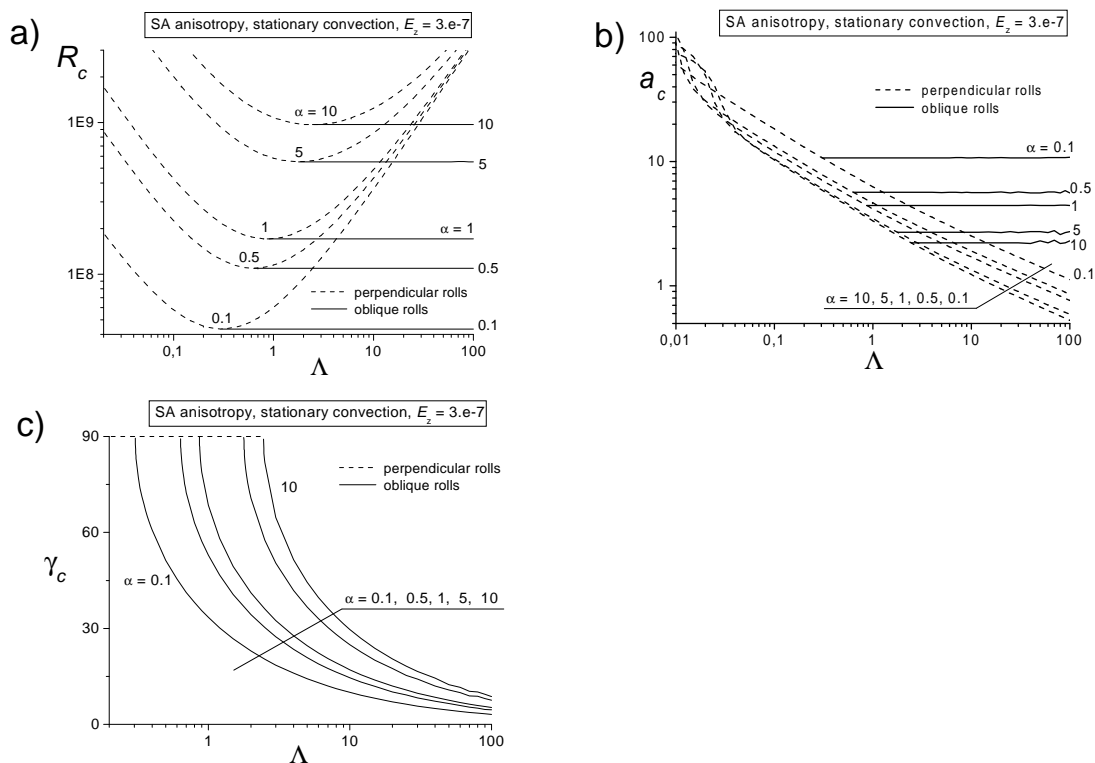 a)
SA anisotropy, stationary convection, E_z = 3.e-7
R_c
1E9
1E8
α = 10
5
1
0.5
0.1
10
5
α = 1
0.5
0.1
perpendicular rolls
oblique rolls
0,1
1
10
100
Λ
b)
SA anisotropy, stationary convection, E_z = 3.e-7
a_c
100
10
1
perpendicular rolls
oblique rolls
α = 0.1
0.5
1
5
10
0.1
α = 10, 5, 1, 0.5, 0.1
0,01
0,1
1
10
100
Λ
c)
SA anisotropy, stationary convection, E_z = 3.e-7
90
60
30
0
γ_c
perpendicular rolls
oblique rolls
10
α = 0.1
α = 0.1, 0.5, 1, 5, 10
1
10
100
Λ